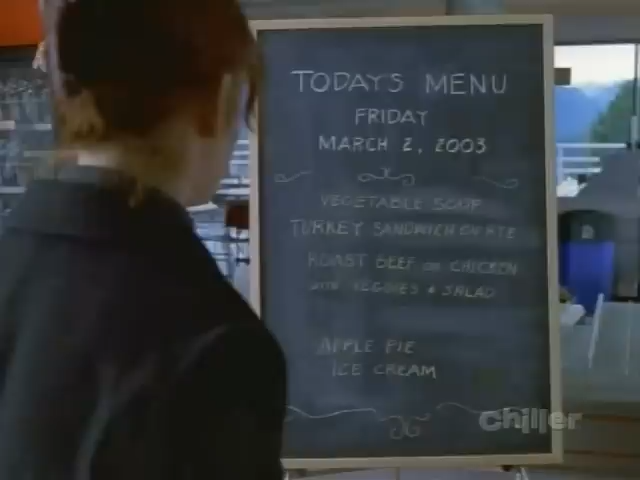 TODAY'S MENU
FRIDAY
MARCH 2, 2003
VEGETABLE SOUP
TURKEY SANDWICH ON RYE
ROAST BEEF OR CHICKEN
WITH VEGGIES & SALAD
APPLE PIE
ICE CREAM
chiller